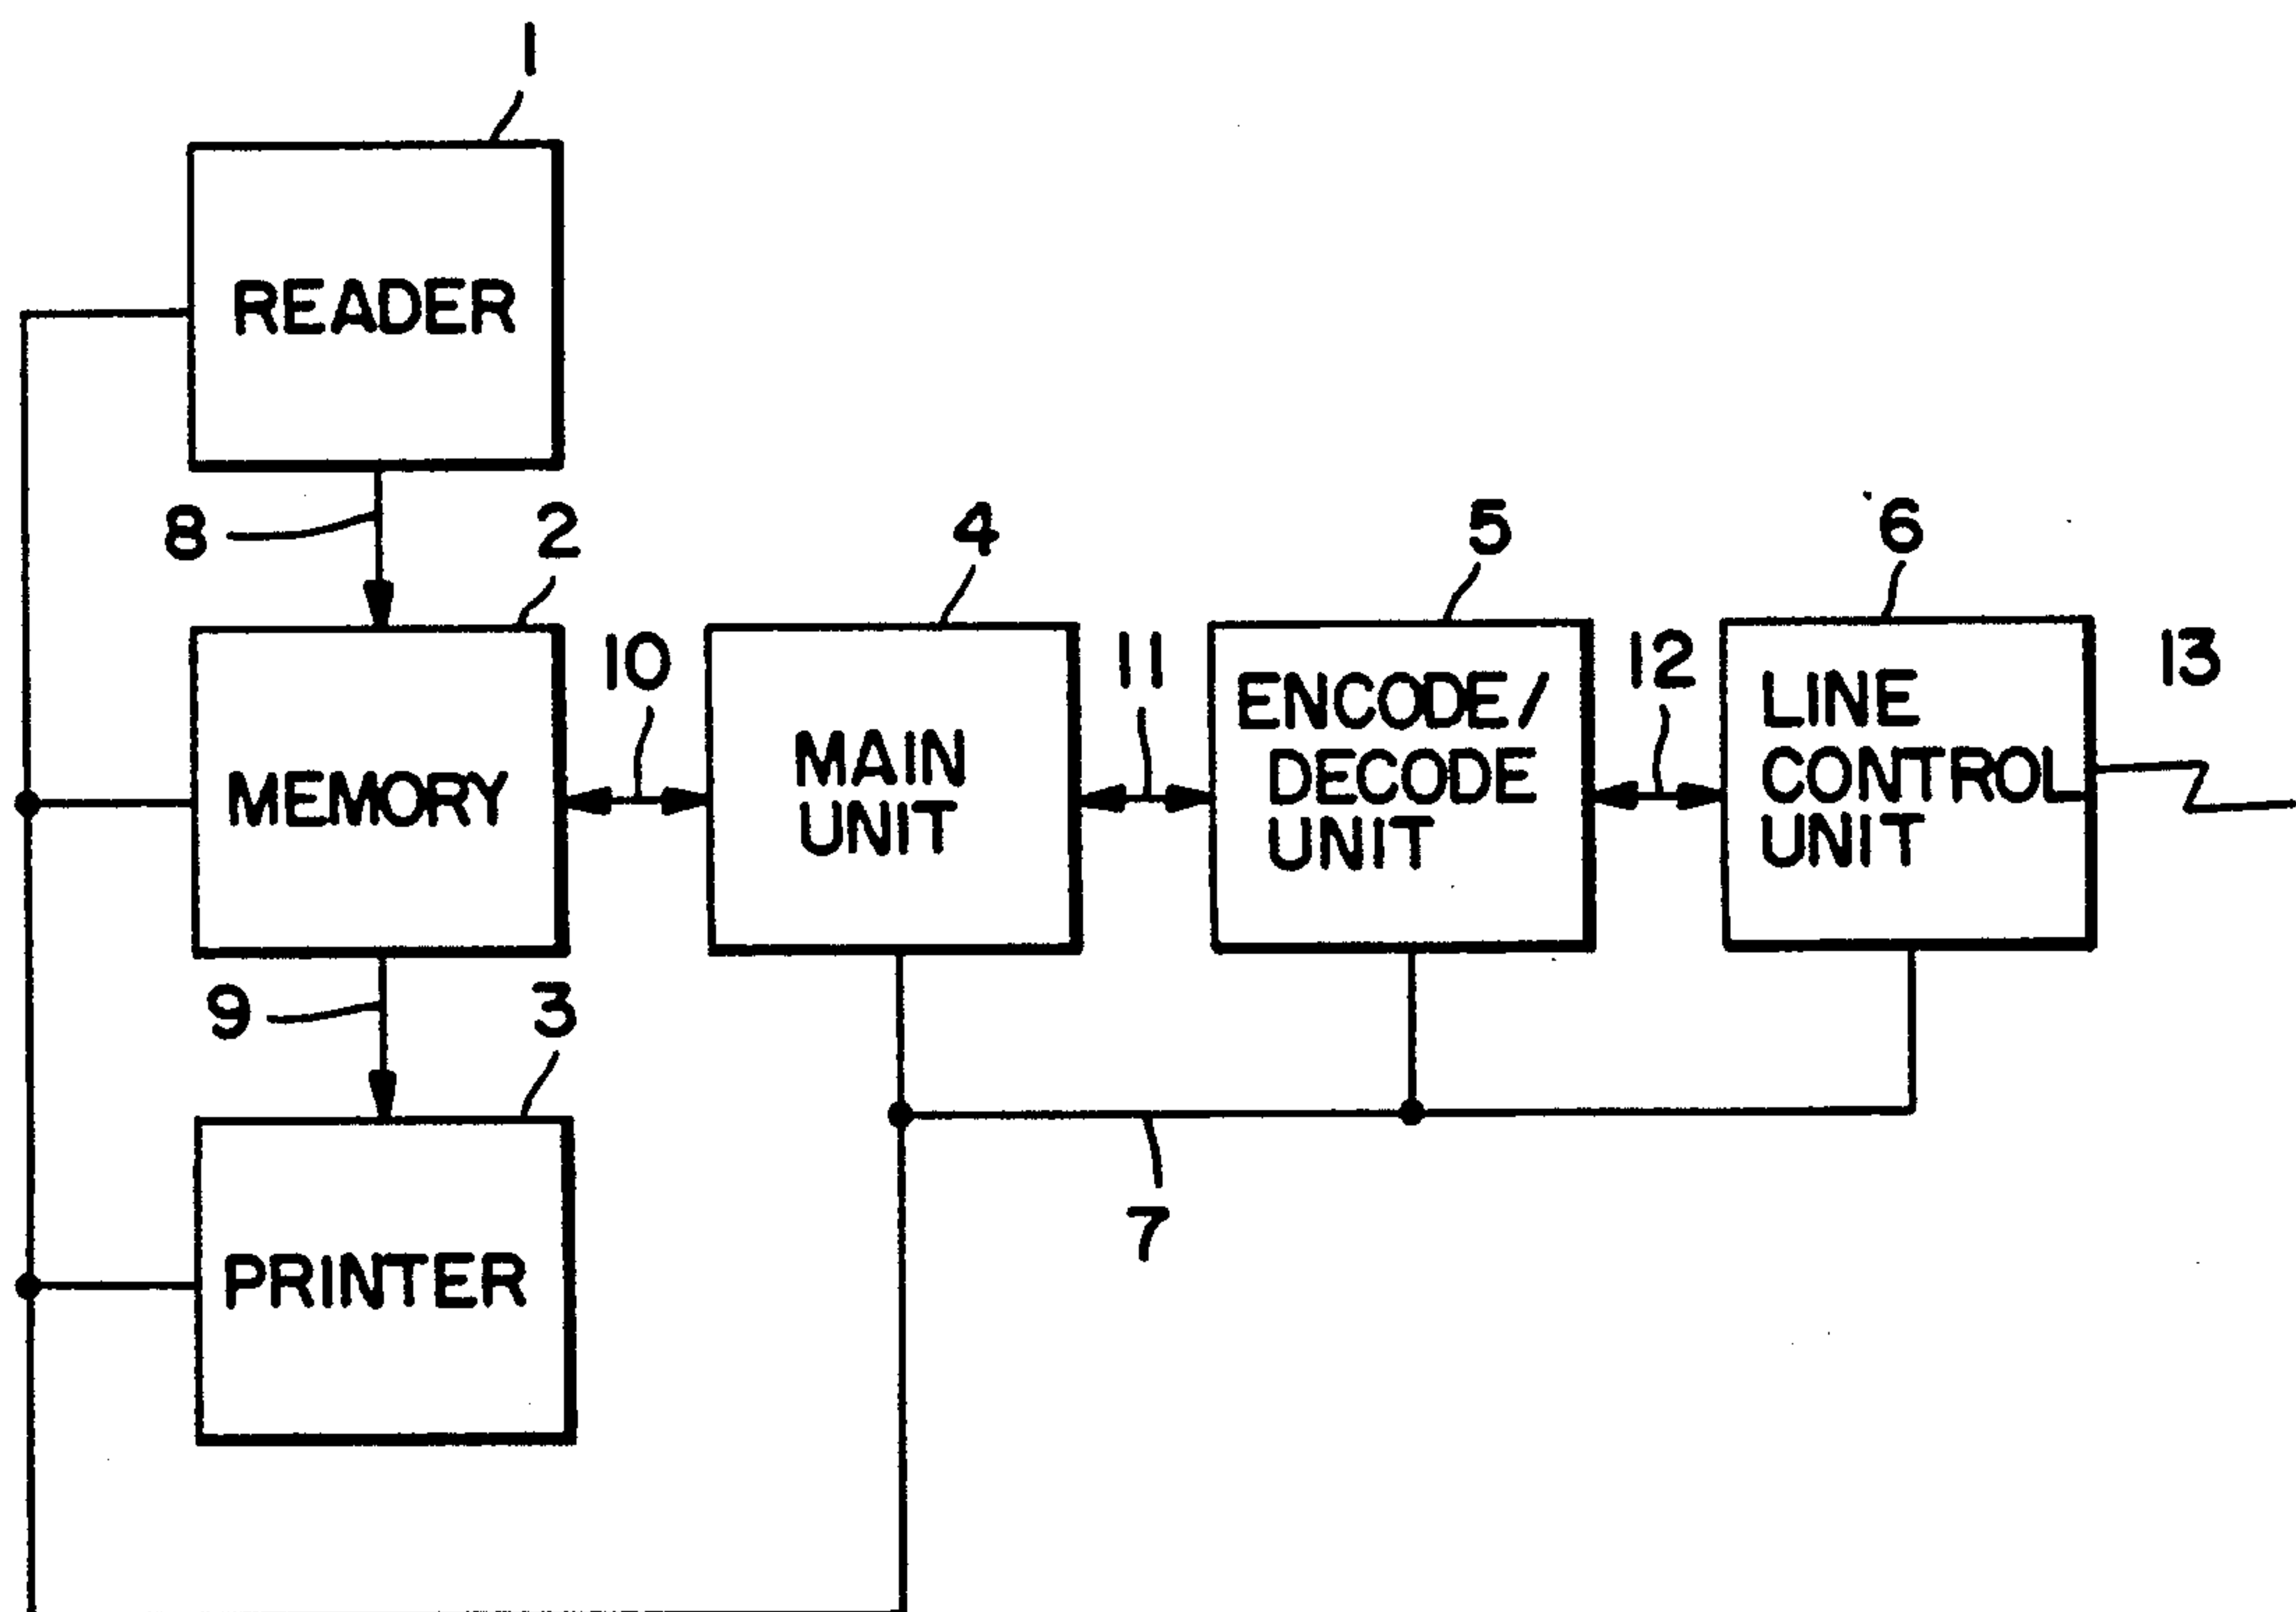 1
READER
8
2
4
5
6
10
11
12
13
MEMORY
MAIN
UNIT
ENCODE/
DECODE
UNIT
LINE
CONTROL
UNIT
9
3
7
PRINTER